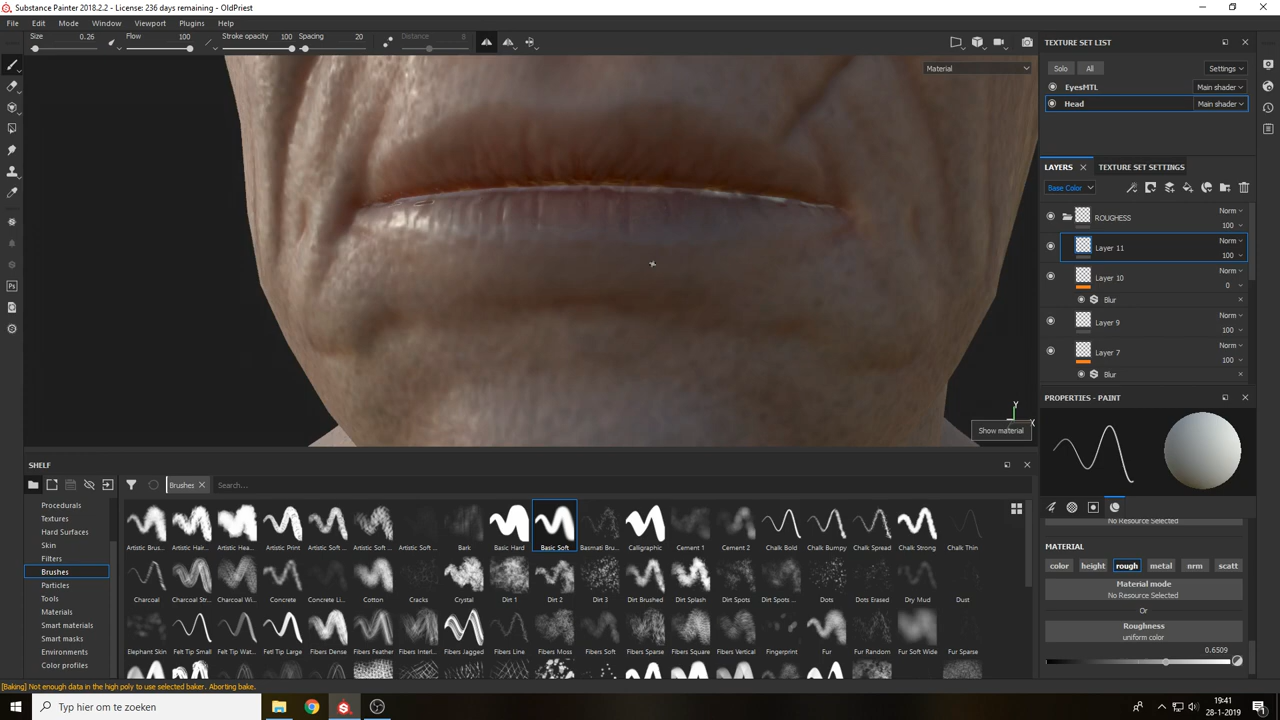 Substance Painter 2018.2.2 - License: 236 days remaining - OldPriest
File Edit Mode Window Viewport Plugins Help
Size 0.26 Flow 100 Stroke opacity 100 Spacing 20 Distance 8
Material
Y
X
Show material
TEXTURE SET LIST
Solo All Settings
EyesMTL Main shader
Head Main shader
LAYERS TEXTURE SET SETTINGS
Base Color
ROUGHESS Norm 100
Layer 11 Norm 100
Layer 10 Norm 0
Blur
Layer 9 Norm 100
Layer 7 Norm 100
Blur
PROPERTIES - PAINT
No Resource Selected
MATERIAL
color height rough metal nrm scatt
Material mode
No Resource Selected
Or
Roughness
uniform color
0.6509
SHELF
Brushes Search...
Procedurals
Textures
Hard Surfaces
Skin
Filters
Brushes
Particles
Tools
Materials
Smart materials
Smart masks
Environments
Color profiles
Artistic Brus... Artistic Hair... Artistic Hea... Artistic Print Artistic Soft ... Artistic Soft ... Artistic Soft ... Bark Basic Hard Basic Soft Basmati Bru... Calligraphic Cement 1 Cement 2 Chalk Bold Chalk Bumpy Chalk Spread Chalk Strong Chalk Thin
Charcoal Charcoal Str... Charcoal Wi... Concrete Concrete Li... Cotton Cracks Crystal Dirt 1 Dirt 2 Dirt 3 Dirt Brushed Dirt Splash Dirt Spots Dirt Spots ... Dots Dots Erased Dry Mud Dust
Elephant Skin Felt Tip Small Felt Tip Wat... Felt Tip Large Fibers Dense Fibers Jagged Fibers Line... Fibers Moss Fibers Soft Fibers Sparse Fibers Square Fibers Vertical Fingerprint Fur Fur Random Fur Soft Wide Fur Sparse
[Baking] Not enough data in the high poly to use selected baker. Aborting bake.
Typ hier om te zoeken
19:41
28-1-2019